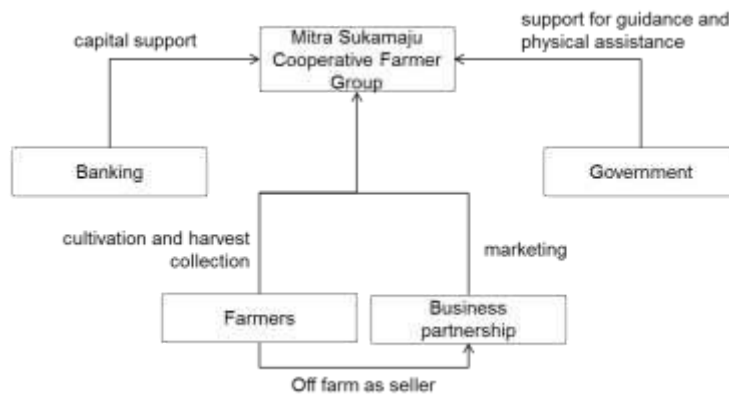 capital support
Mitra Sukamaju
Cooperative Farmer
Group
support for guidance and
physical assistance
Banking
Government
cultivation and harvest
collection
marketing
Farmers
Business
partnership
Off farm as seller